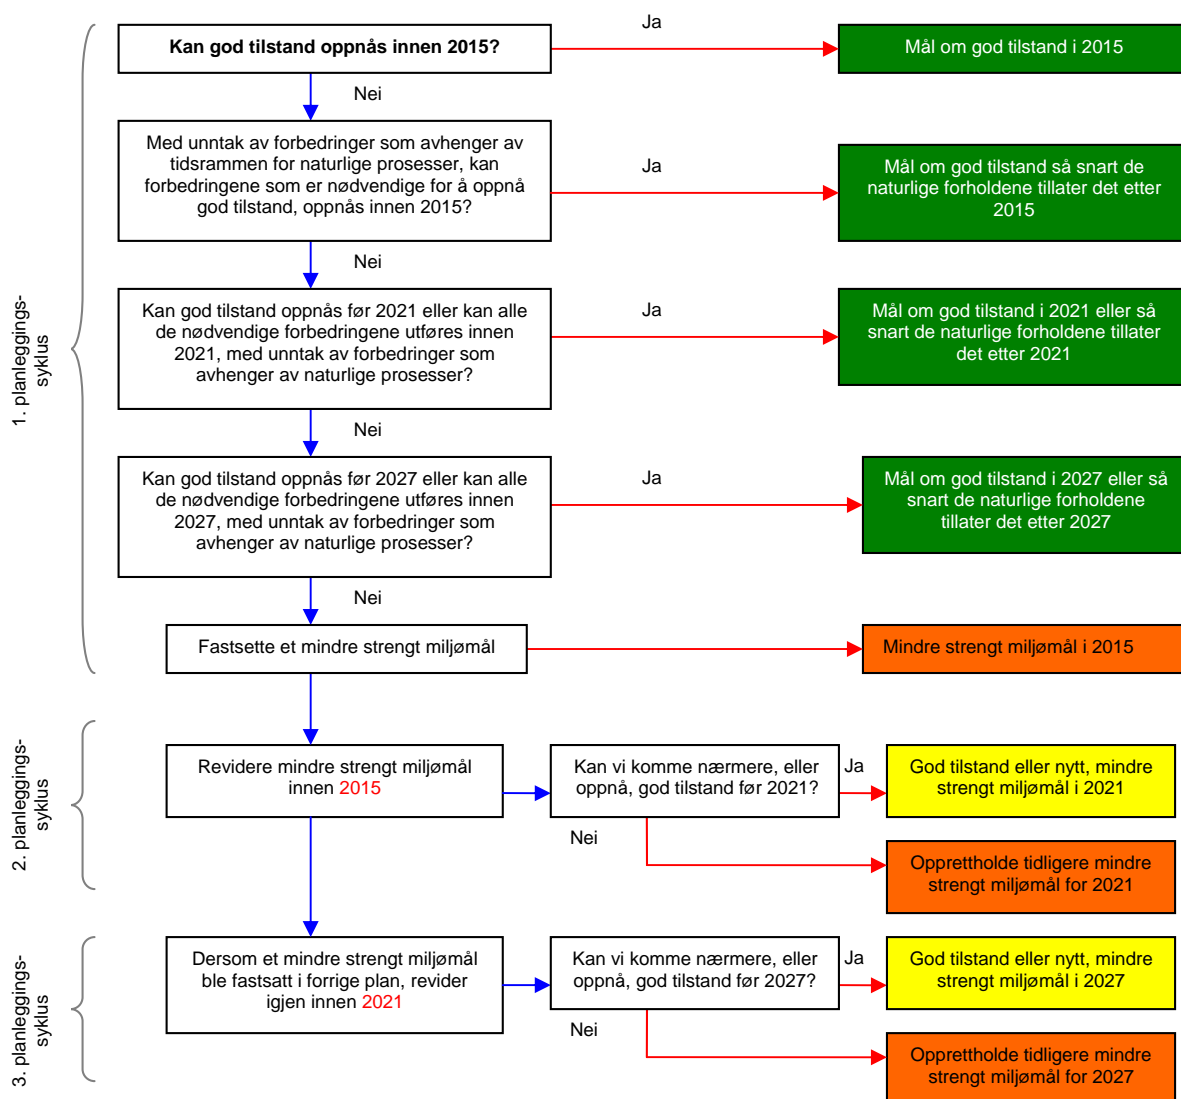 Kan god tilstand oppnås innen 2015?
Ja
Mål om god tilstand i 2015
Nei
Med unntak av forbedringer som avhenger av
tidsrammen for naturlige prosesser, kan
forbedringene som er nødvendige for å oppnå
god tilstand, oppnås innen 2015?
Ja
Mål om god tilstand så snart de
naturlige forholdene tillater det etter
2015
Nei
1. planleggings-
syklus
Kan god tilstand oppnås før 2021 eller kan alle
de nødvendige forbedringene utføres innen
2021, med unntak av forbedringer som
avhenger av naturlige prosesser?
Ja
Mål om god tilstand i 2021 eller så
snart de naturlige forholdene tillater
det etter 2021
Nei
Kan god tilstand oppnås før 2027 eller kan alle
de nødvendige forbedringene utføres innen
2027, med unntak av forbedringer som
avhenger av naturlige prosesser?
Ja
Mål om god tilstand i 2027 eller så
snart de naturlige forholdene
tillater det etter 2027
Nei
Fastsette et mindre strengt miljømål
Mindre strengt miljømål i 2015
2. planleggings-
syklus
Revidere mindre strengt miljømål
innen 2015
Kan vi komme nærmere, eller
oppnå, god tilstand før 2021?
Ja
God tilstand eller nytt, mindre
strengt miljømål i 2021
Nei
Opprettholde tidligere mindre
strengt miljømål for 2021
3. planleggings-
syklus
Dersom et mindre strengt miljømål
ble fastsatt i forrige plan, revider
igjen innen 2021
Kan vi komme nærmere, eller
oppnå, god tilstand før 2027?
Ja
God tilstand eller nytt, mindre
strengt miljømål i 2027
Nei
Opprettholde tidligere mindre
strengt miljømål for 2027